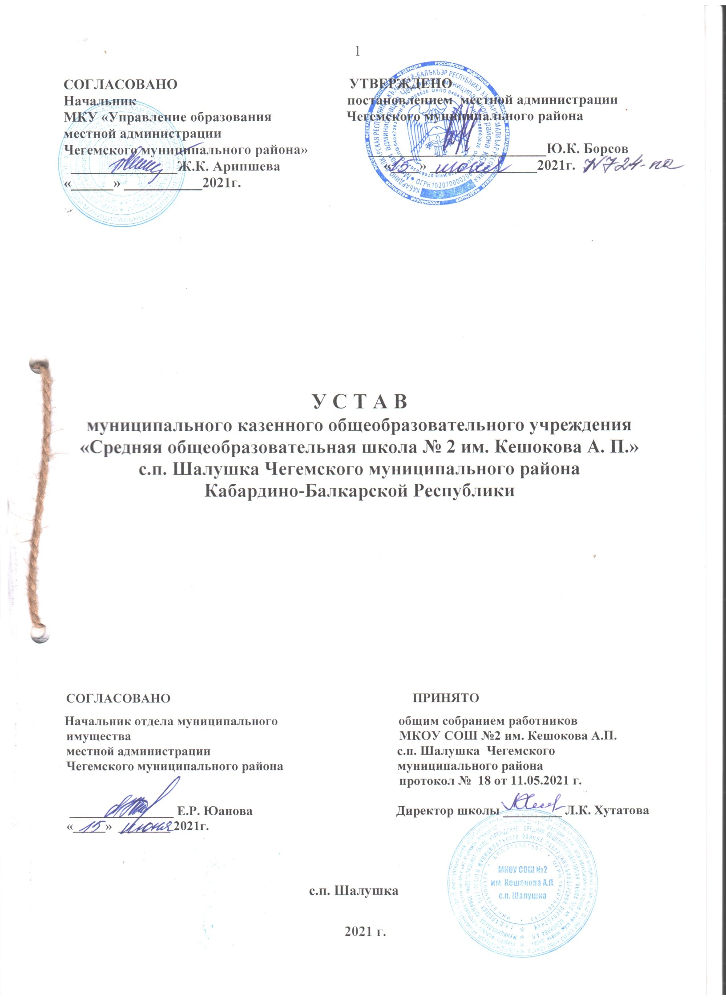 1
СОГЛАСОВАНО
Начальник
МКУ «Управление образования
местной администрации
Чегемского муниципального района»
_______________Ж.К. Арипшева
«______» ___________2021г.
УТВЕРЖДЕНО
постановлением местной администрации
Чегемского муниципального района
_________________________Ю.К. Борсов
«15» июня 2021г. №724-па
У С Т А В
муниципального казенного общеобразовательного учреждения
«Средняя общеобразовательная школа № 2 им. Кешокова А. П.»
с.п. Шалушка Чегемского муниципального района
Кабардино-Балкарской Республики
СОГЛАСОВАНО
Начальник отдела муниципального
имущества
местной администрации
Чегемского муниципального района
_______________ Е.Р. Юанова
«15» июня 2021г.
ПРИНЯТО
общим собранием работников
МКОУ СОШ №2 им. Кешокова А.П.
с.п. Шалушка Чегемского
муниципального района
протокол № 18 от 11.05.2021 г.
Директор школы _________ Л.К. Хутатова
МКОУ СОШ №2
им. Кешокова А.П.
с.п. Шалушка
с.п. Шалушка
2021 г.